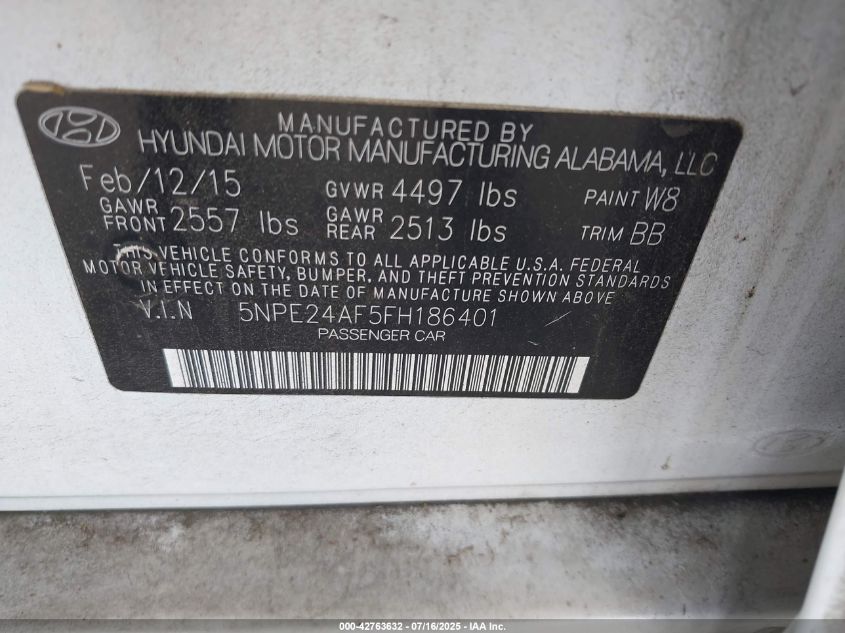 MANUFACTURED BY
HYUNDAI MOTOR MANUFACTURING ALABAMA, LLC
Feb/12/15 GVWR 4497 lbs PAINT W8
GAWR FRONT 2557 lbs GAWR REAR 2513 lbs TRIM BB
THIS VEHICLE CONFORMS TO ALL APPLICABLE U.S.A. FEDERAL
MOTOR VEHICLE SAFETY, BUMPER, AND THEFT PREVENTION STANDARDS
IN EFFECT ON THE DATE OF MANUFACTURE SHOWN ABOVE
V.I.N 5NPE24AF5FH186401
PASSENGER CAR
000-42763632 - 07/16/2025 - IAA Inc.